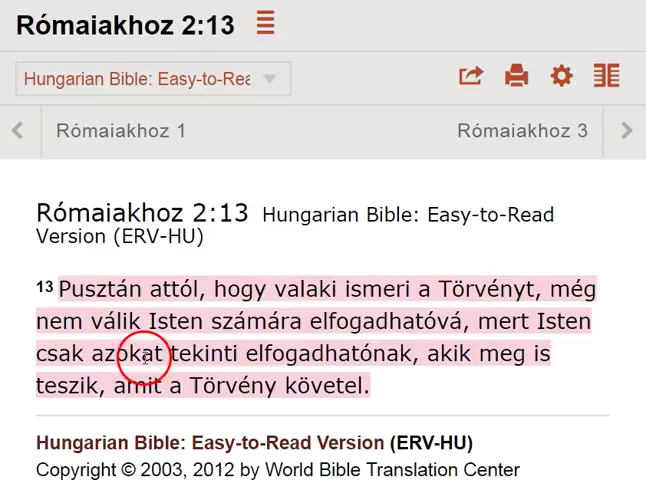 Rómaiakhoz 2:13
Hungarian Bible: Easy-to-Rea
Rómaiakhoz 1
Rómaiakhoz 3
Rómaiakhoz 2:13 Hungarian Bible: Easy-to-Read
Version (ERV-HU)
13 Pusztán attól, hogy valaki ismeri a Törvényt, még
nem válik Isten számára elfogadhatóvá, mert Isten
csak azokat tekinti elfogadhatónak, akik meg is
teszik, amit a Törvény követel.
Hungarian Bible: Easy-to-Read Version (ERV-HU)
Copyright © 2003, 2012 by World Bible Translation Center